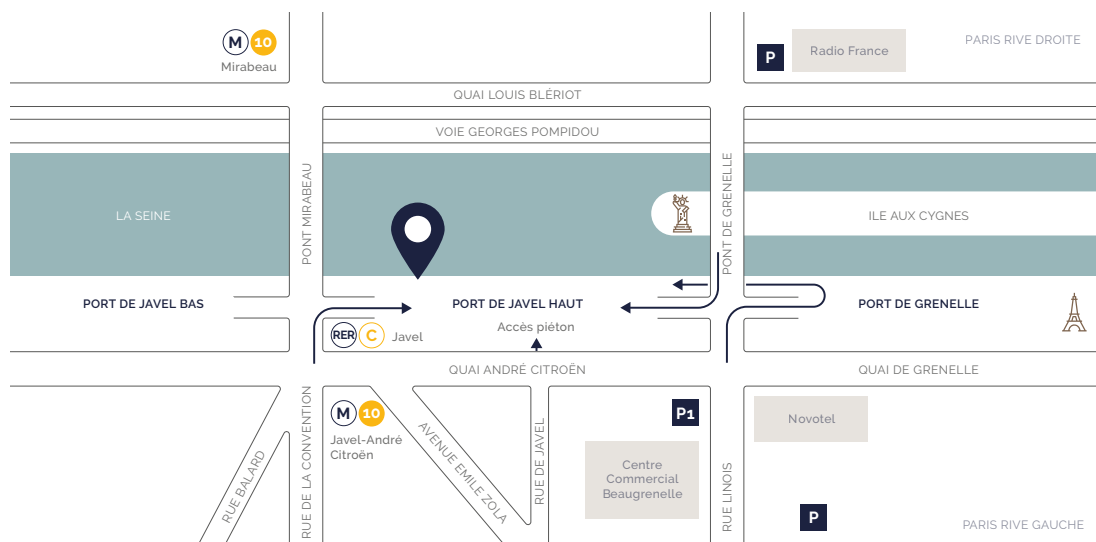 M 10
Mirabeau
P
Radio France
PARIS RIVE DROITE
QUAI LOUIS BLÉRIOT
VOIE GEORGES POMPIDOU
LA SEINE
PONT MIRABEAU
PONT DE GRENELLE
ILE AUX CYGNES
PORT DE JAVEL BAS
PORT DE JAVEL HAUT
PORT DE GRENELLE
Accès piéton
RER C Javel
QUAI ANDRÉ CITROËN
QUAI DE GRENELLE
M 10
Javel-André
Citroën
RUE BALARD
RUE DE LA CONVENTION
AVENUE EMILE ZOLA
RUE DE JAVEL
P1
Centre
Commercial
Beaugrenelle
RUE LINOIS
Novotel
P
PARIS RIVE GAUCHE